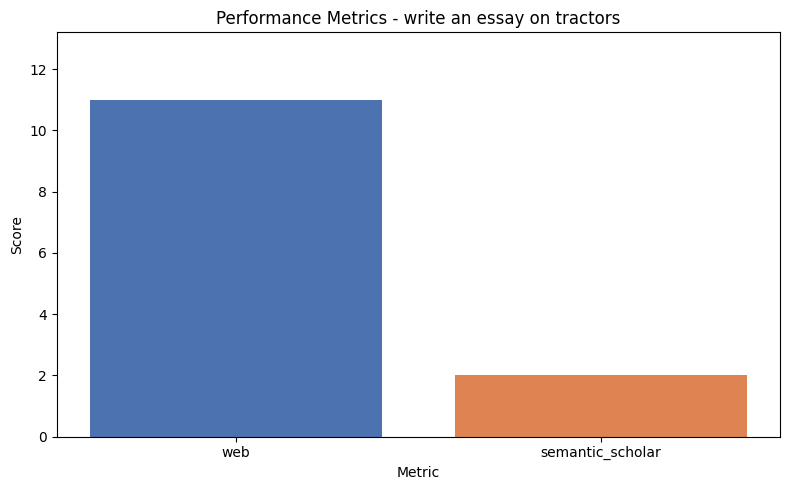 Performance Metrics - write an essay on tractors
12
10
8
6
4
2
0
Score
web
semantic_scholar
Metric